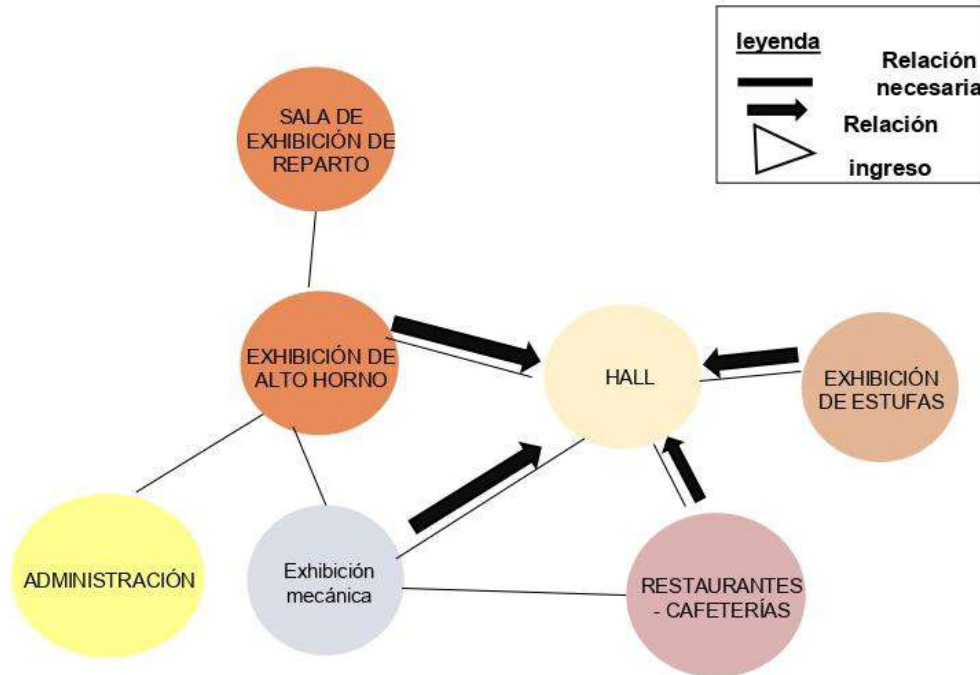 leyenda
Relación
necesaria
Relación
ingreso
SALA DE
EXHIBICIÓN DE
REPARTO
EXHIBICIÓN DE
ALTO HORNO
HALL
EXHIBICIÓN
DE ESTUFAS
ADMINISTRACIÓN
Exhibición
mecánica
RESTAURANTES
- CAFETERÍAS